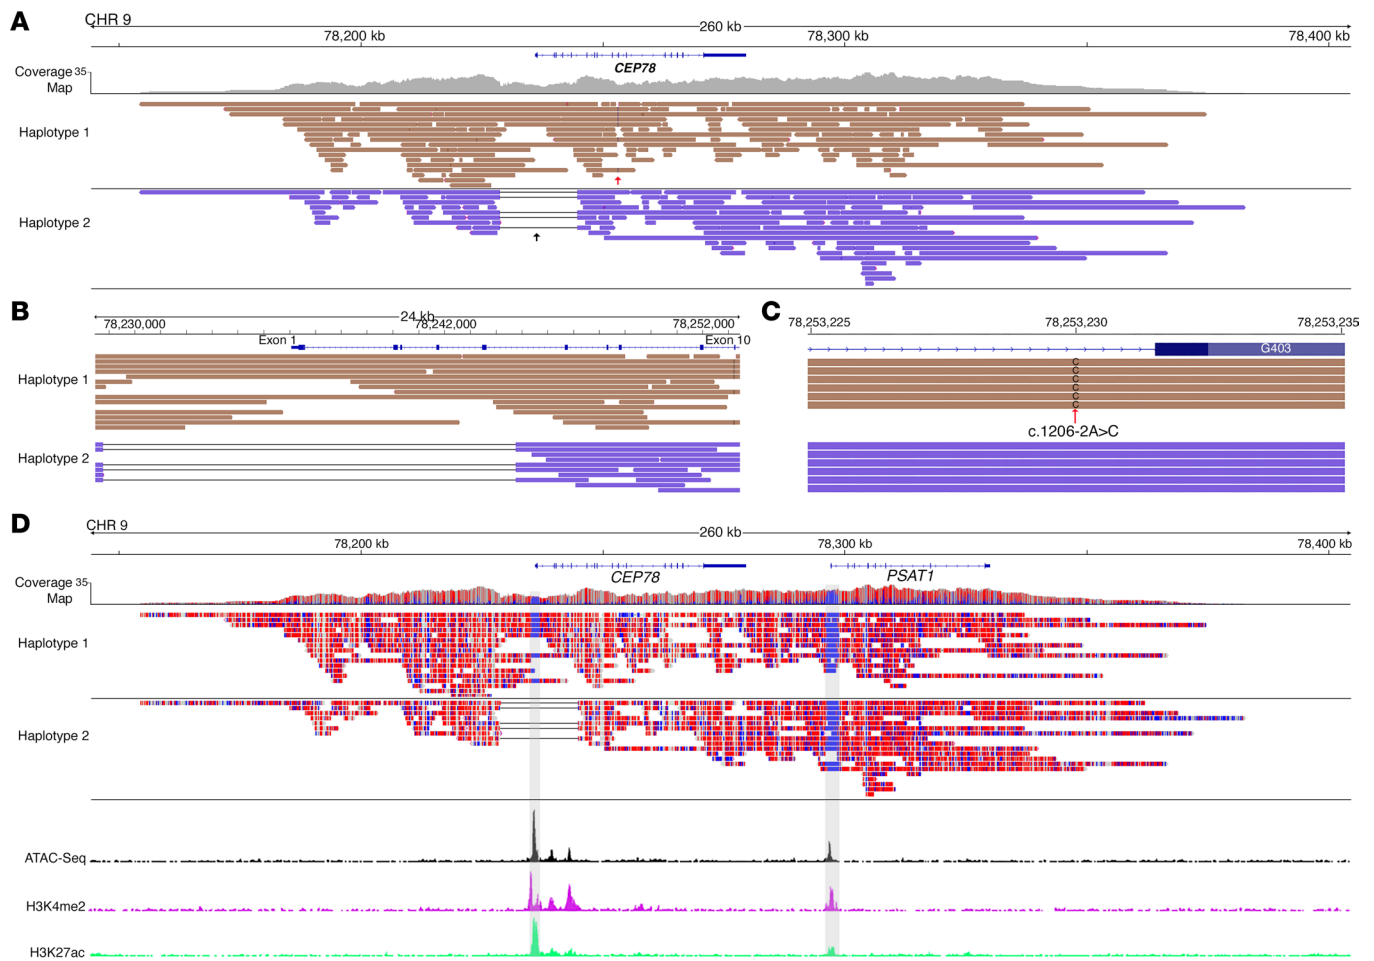 A
CHR 9
260 kb
78,200 kb
78,300 kb
78,400 kb
CEP78
Coverage 35
Map
Haplotype 1
Haplotype 2
B
24 kb
78,230,000
78,242,000
78,252,000
Exon 1
Exon 10
Haplotype 1
Haplotype 2
C
78,253,225
78,253,230
78,253,235
G403
C
C
C
C
C
C
c.1206-2A>C
D
CHR 9
260 kb
78,200 kb
78,300 kb
78,400 kb
CEP78
PSAT1
Coverage 35
Map
Haplotype 1
Haplotype 2
ATAC-Seq
H3K4me2
H3K27ac